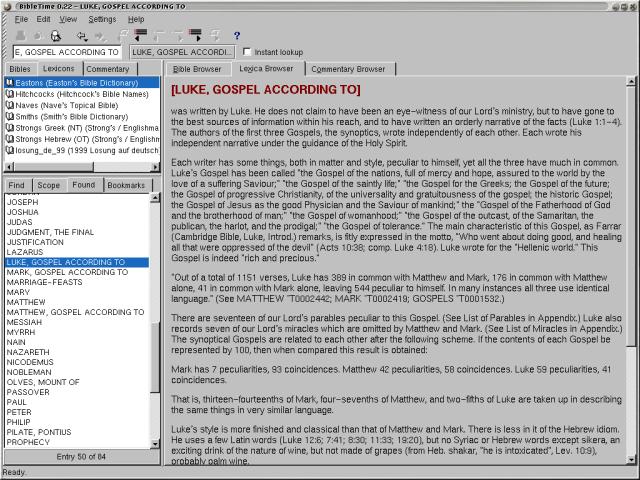 BibleTime 0.22 - LUKE, GOSPEL ACCORDING TO
File Edit View Settings Help
E, GOSPEL ACCORDING TO LUKE, GOSPEL ACCORDI... Instant lookup
Bibles Lexicons Commentary
Eastons (Easton's Bible Dictionary)
Hitchcocks (Hitchcock's Bible Names)
Naves (Nave's Topical Bible)
Smiths (Smith's Bible Dictionary)
Strongs Greek (NT) (Strong's / Englishma
Strongs Hebrew (OT) (Strong's / Englishma
losung_de_99 (1999 Losung auf deutsch
Find Scope Found Bookmarks
JOSEPH
JOSHUA
JUDAS
JUDGMENT, THE FINAL
JUSTIFICATION
LAZARUS
LUKE, GOSPEL ACCORDING TO
MARK, GOSPEL ACCORDING TO
MARRIAGE-FEASTS
MARY
MATTHEW
MATTHEW, GOSPEL ACCORDING TO
MESSIAH
MYRRH
NAIN
NAZARETH
NICODEMUS
NOBLEMAN
OLVES, MOUNT OF
PASSOVER
PAUL
PETER
PHILIP
PILATE, PONTIUS
PROPHECY
Entry 50 of 84
Ready.
Bible Browser Lexica Browser Commentary Browser
[LUKE, GOSPEL ACCORDING TO]
was written by Luke. He does not claim to have been an eye-witness of our Lord's ministry, but to have gone to
the best sources of information within his reach, and to have written an orderly narrative of the facts (Luke 1:1-4).
The authors of the first three Gospels, the synoptics, wrote independently of each other. Each wrote his
independent narrative under the guidance of the Holy Spirit.
Each writer has some things, both in matter and style, peculiar to himself, yet all the three have much in common.
Luke's Gospel has been called "the Gospel of the nations, full of mercy and hope, assured to the world by the
love of a suffering Saviour;" "the Gospel of the saintly life;" "the Gospel for the Greeks; the Gospel of the future;
the Gospel of progressive Christianity, of the universality and gratuitousness of the gospel; the historic Gospel;
the Gospel of Jesus as the good Physician and the Saviour of mankind;" the "Gospel of the Fatherhood of God
and the brotherhood of man;" "the Gospel of womanhood;" "the Gospel of the outcast, of the Samaritan, the
publican, the harlot, and the prodigal;" "the Gospel of tolerance." The main characteristic of this Gospel, as Farrar
(Cambridge Bible, Luke, Introd.) remarks, is fitly expressed in the motto, "Who went about doing good, and healing
all that were oppressed of the devil" (Acts 10:38; comp. Luke 4:18). Luke wrote for the "Hellenic world." This
Gospel is indeed "rich and precious."
"Out of a total of 1151 verses, Luke has 389 in common with Matthew and Mark, 176 in common with Matthew
alone, 41 in common with Mark alone, leaving 544 peculiar to himself. In many instances all three use identical
language." (See MATTHEW 'T0002442; MARK 'T0002419; GOSPELS 'T0001532.)
There are seventeen of our Lord's parables peculiar to this Gospel. (See List of Parables in Appendix.) Luke also
records seven of our Lord's miracles which are omitted by Matthew and Mark. (See List of Miracles in Appendix.)
The synoptical Gospels are related to each other after the following scheme. If the contents of each Gospel be
represented by 100, then when compared this result is obtained:
Mark has 7 peculiarities, 93 coincidences. Matthew 42 peculiarities, 58 coincidences. Luke 59 peculiarities, 41
coincidences.
That is, thirteen-fourteenths of Mark, four-sevenths of Matthew, and two-fifths of Luke are taken up in describing
the same things in very similar language.
Luke's style is more finished and classical than that of Matthew and Mark. There is less in it of the Hebrew idiom.
He uses a few Latin words (Luke 12:6; 7:41; 8:30; 11:33; 19:20), but no Syriac or Hebrew words except sikera, an
exciting drink of the nature of wine, but not made of grapes (from Heb. shakar, "he is intoxicated", Lev. 10:9),
probably palm wine.